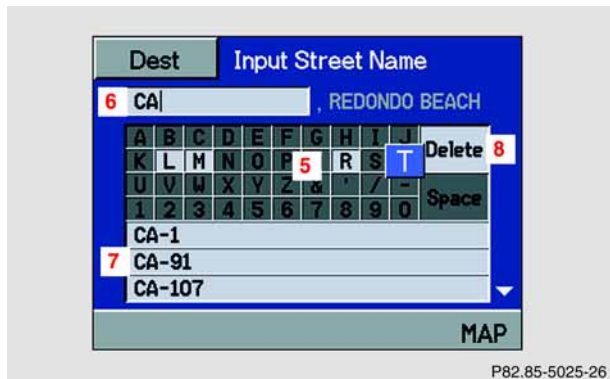 Dest Input Street Name
6 CA , REDONDO BEACH
A B C D E F G H I J
K L M N O P 5 R S T Delete 8
U V W X Y Z & ' / -
1 2 3 4 5 6 7 8 9 0 Space
CA-1
7 CA-91
CA-107
MAP
P82.85-5025-26